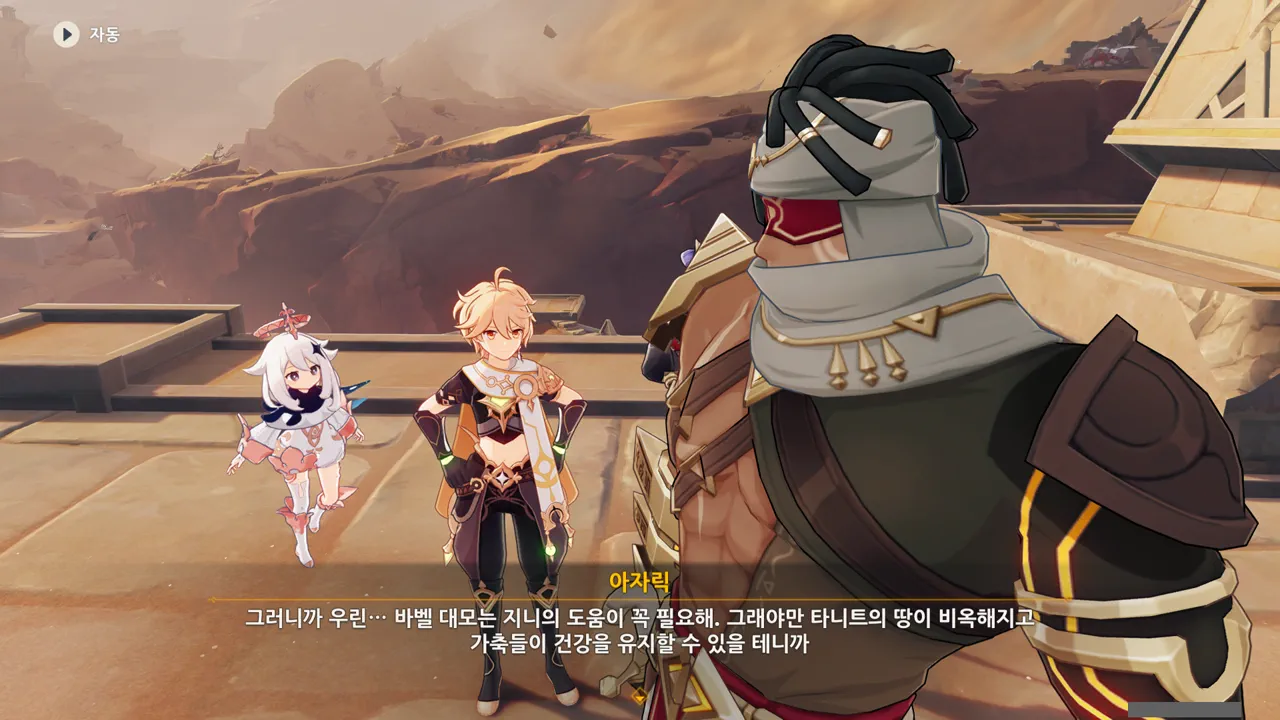 자동
아자릭
그러니까 우린… 바벨 대모는 지니의 도움이 꼭 필요해. 그래야만 타니트의 땅이 비옥해지고
가축들이 건강을 유지할 수 있을 테니까